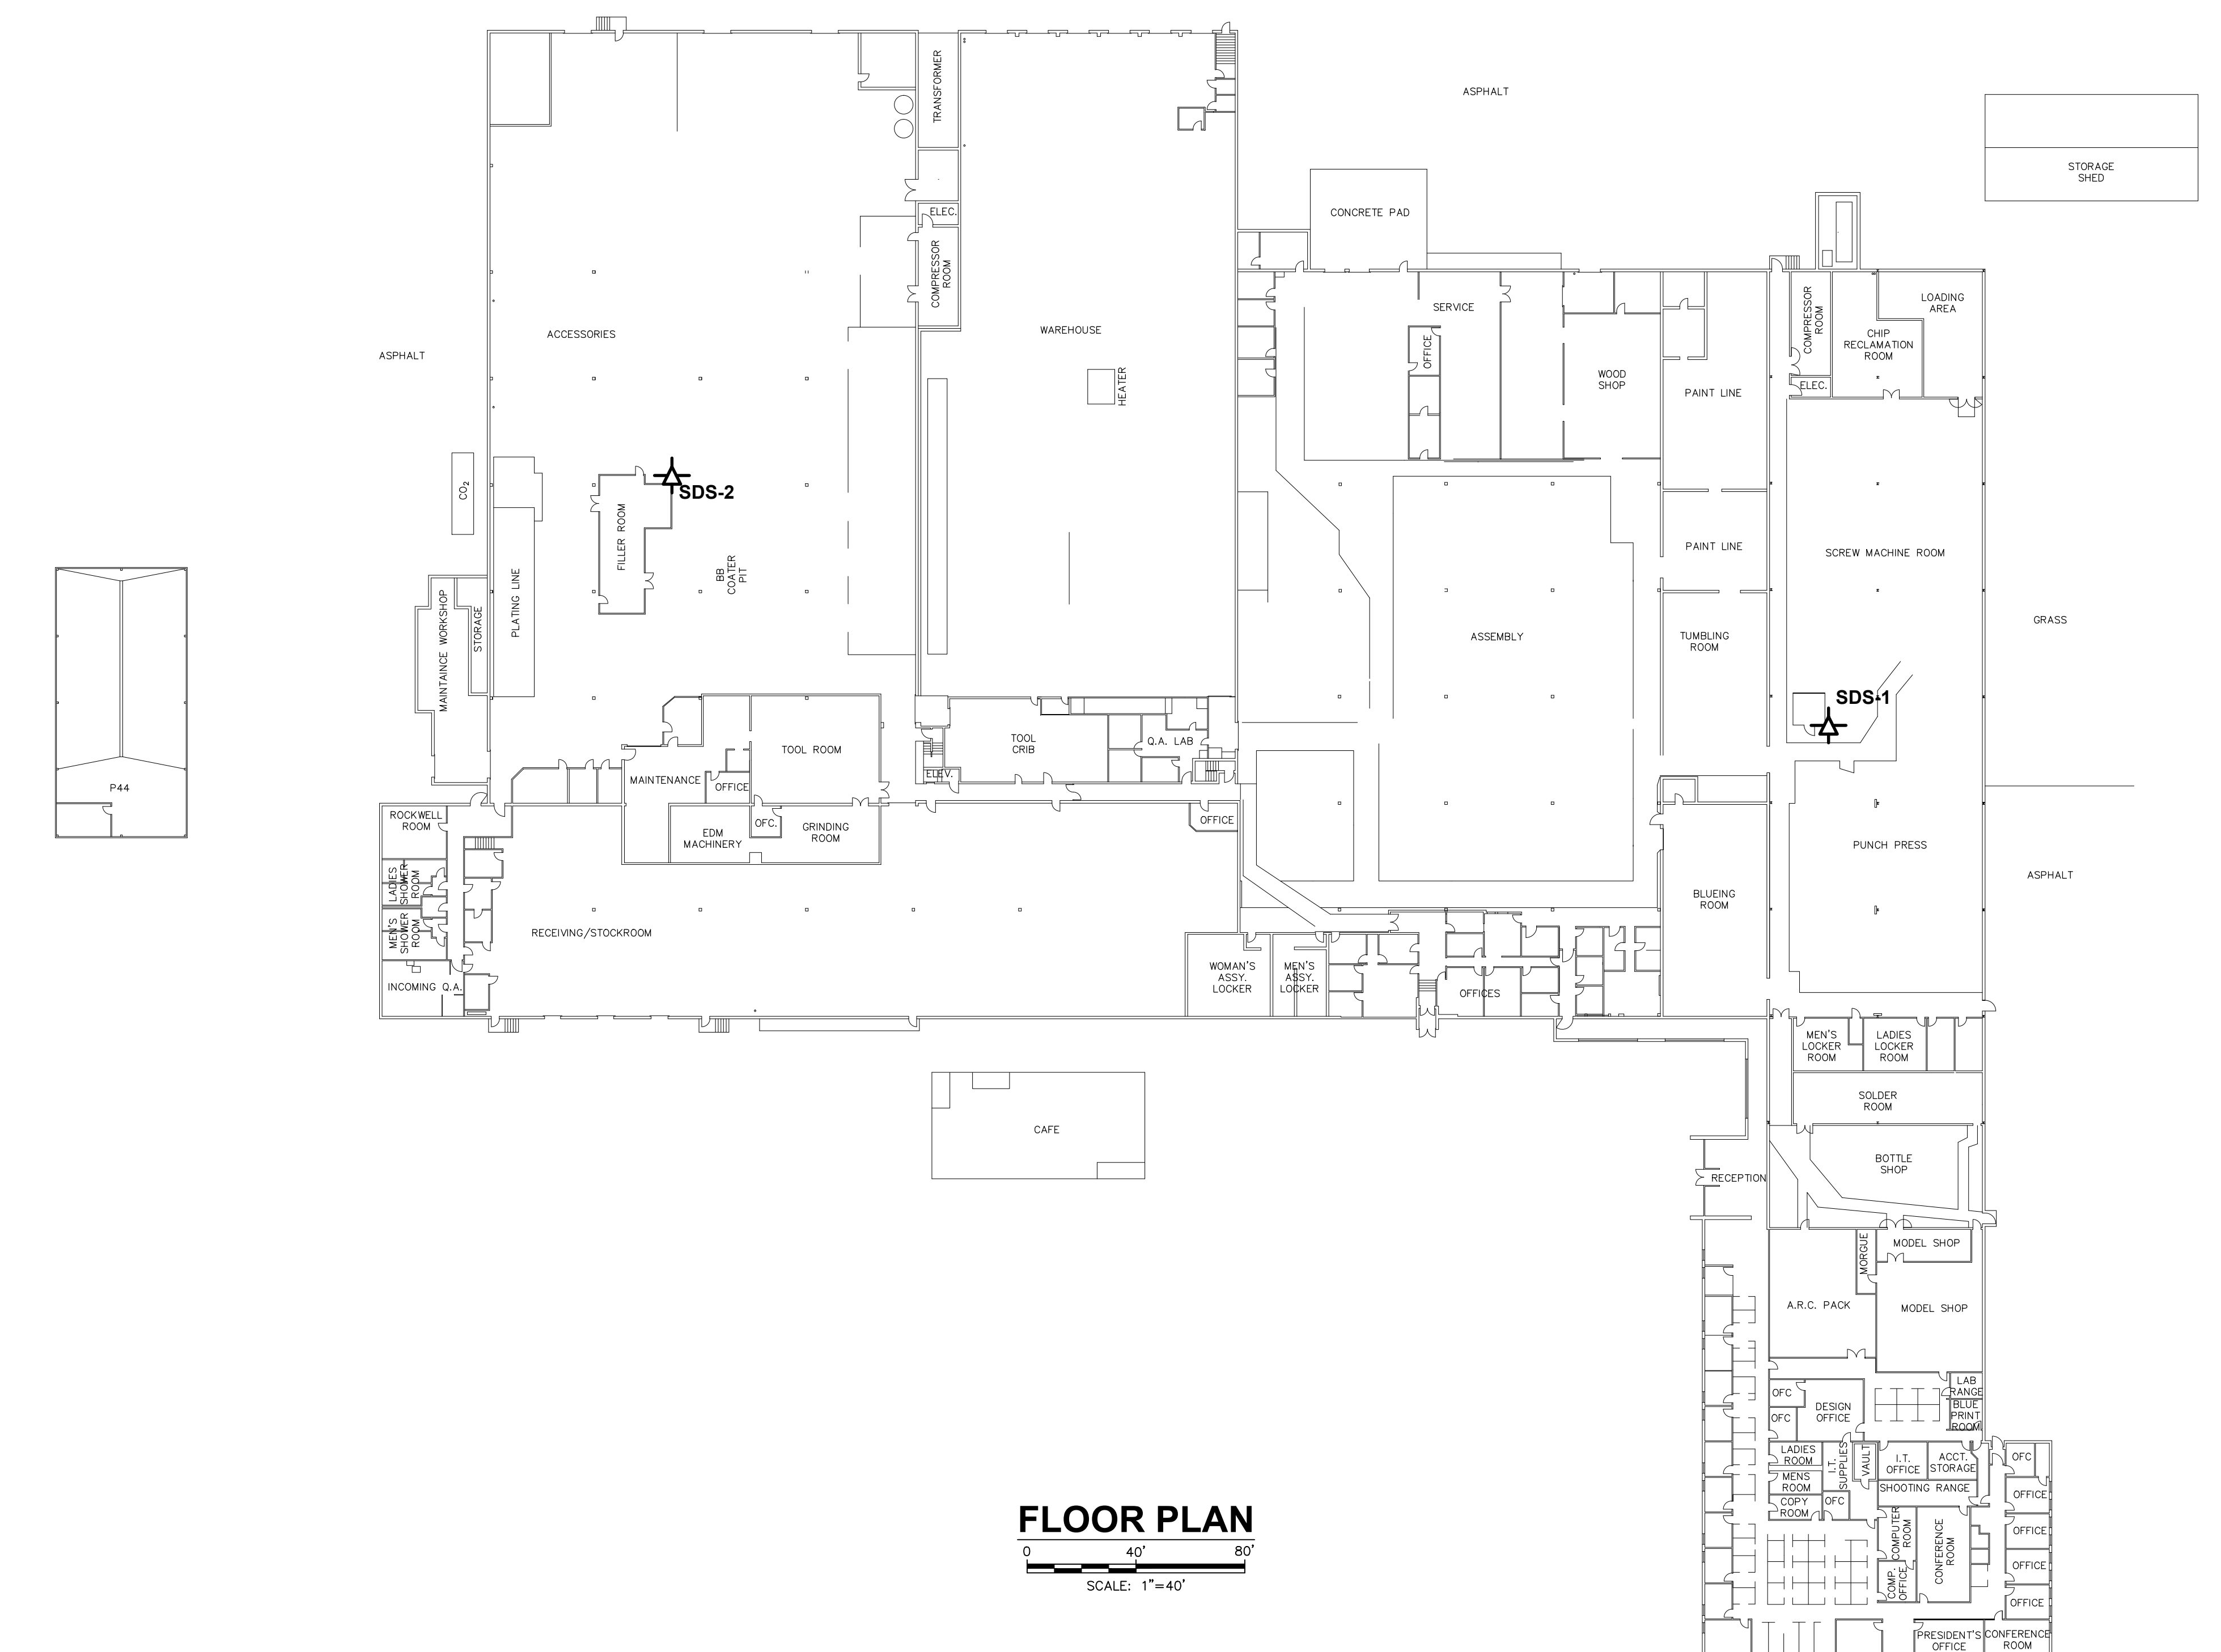 TRANSFORMER
ASPHALT
STORAGE
SHED
CONCRETE PAD
ELEC.
COMPRESSOR
ROOM
ACCESSORIES
WAREHOUSE
HEATER
ASPHALT
SERVICE
OFFICE
WOOD
SHOP
PAINT LINE
COMPRESSOR
ROOM
ELEC.
CHIP
RECLAMATION
ROOM
LOADING
AREA
CO2
SDS-2
FILLER ROOM
BB
COATER
PIT
PLATING LINE
STORAGE
MAINTAINCE WORKSHOP
PAINT LINE
SCREW MACHINE ROOM
GRASS
ASSEMBLY
TUMBLING
ROOM
SDS-1
P44
TOOL ROOM
MAINTENANCE
OFFICE
TOOL
CRIB
Q.A. LAB
ELEV.
ROCKWELL
ROOM
OFC.
EDM
MACHINERY
GRINDING
ROOM
OFFICE
PUNCH PRESS
ASPHALT
LADIES
SHOWER
ROOM
MEN'S
SHOWER
ROOM
BLUEING
ROOM
RECEIVING/STOCKROOM
INCOMING Q.A.
WOMAN'S
ASSY.
LOCKER
MEN'S
ASSY.
LOCKER
OFFICES
MEN'S
LOCKER
ROOM
LADIES
LOCKER
ROOM
SOLDER
ROOM
CAFE
BOTTLE
SHOP
RECEPTION
MORGUE
MODEL SHOP
A.R.C. PACK
MODEL SHOP
LAB
RANGE
OFC
DESIGN
OFFICE
OFC
BLUE
PRINT
ROOM
LADIES
ROOM
I.T.
SUPPLIES
VAULT
I.T.
OFFICE
ACCT.
STORAGE
OFC
MENS
ROOM
SHOOTING RANGE
OFFICE
COPY
ROOM
OFC
COMPUTER
ROOM
CONFERENCE
ROOM
OFFICE
OFFICE
COMP.
OFFICE
OFFICE
PRESIDENT'S
OFFICE
CONFERENCE
ROOM
FLOOR PLAN
0 40' 80'
SCALE: 1"=40'